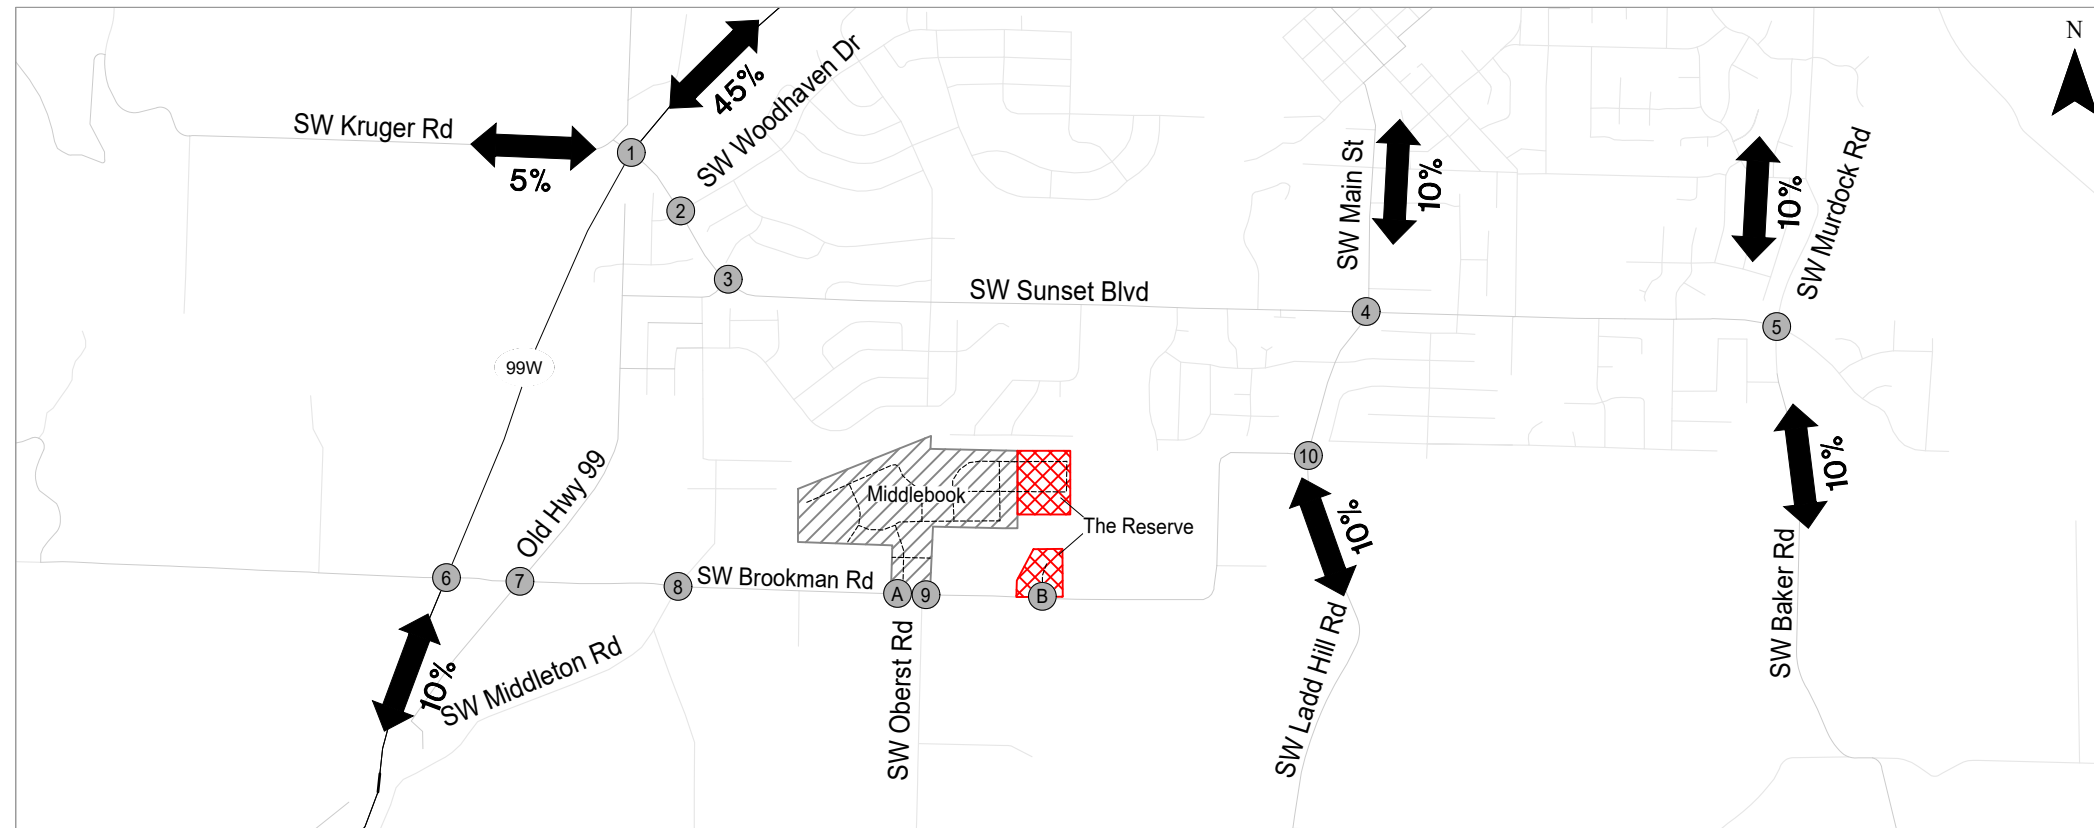 N
45%
SW Woodhaven Dr
SW Kruger Rd
5%
1
2
3
SW Main St
10%
10%
SW Murdock Rd
SW Sunset Blvd
4
5
99W
Old Hwy 99
Middlebook
The Reserve
10
10%
10%
6
7
8
SW Brookman Rd
A
9
B
10%
SW Middleton Rd
SW Oberst Rd
SW Ladd Hill Rd
SW Baker Rd